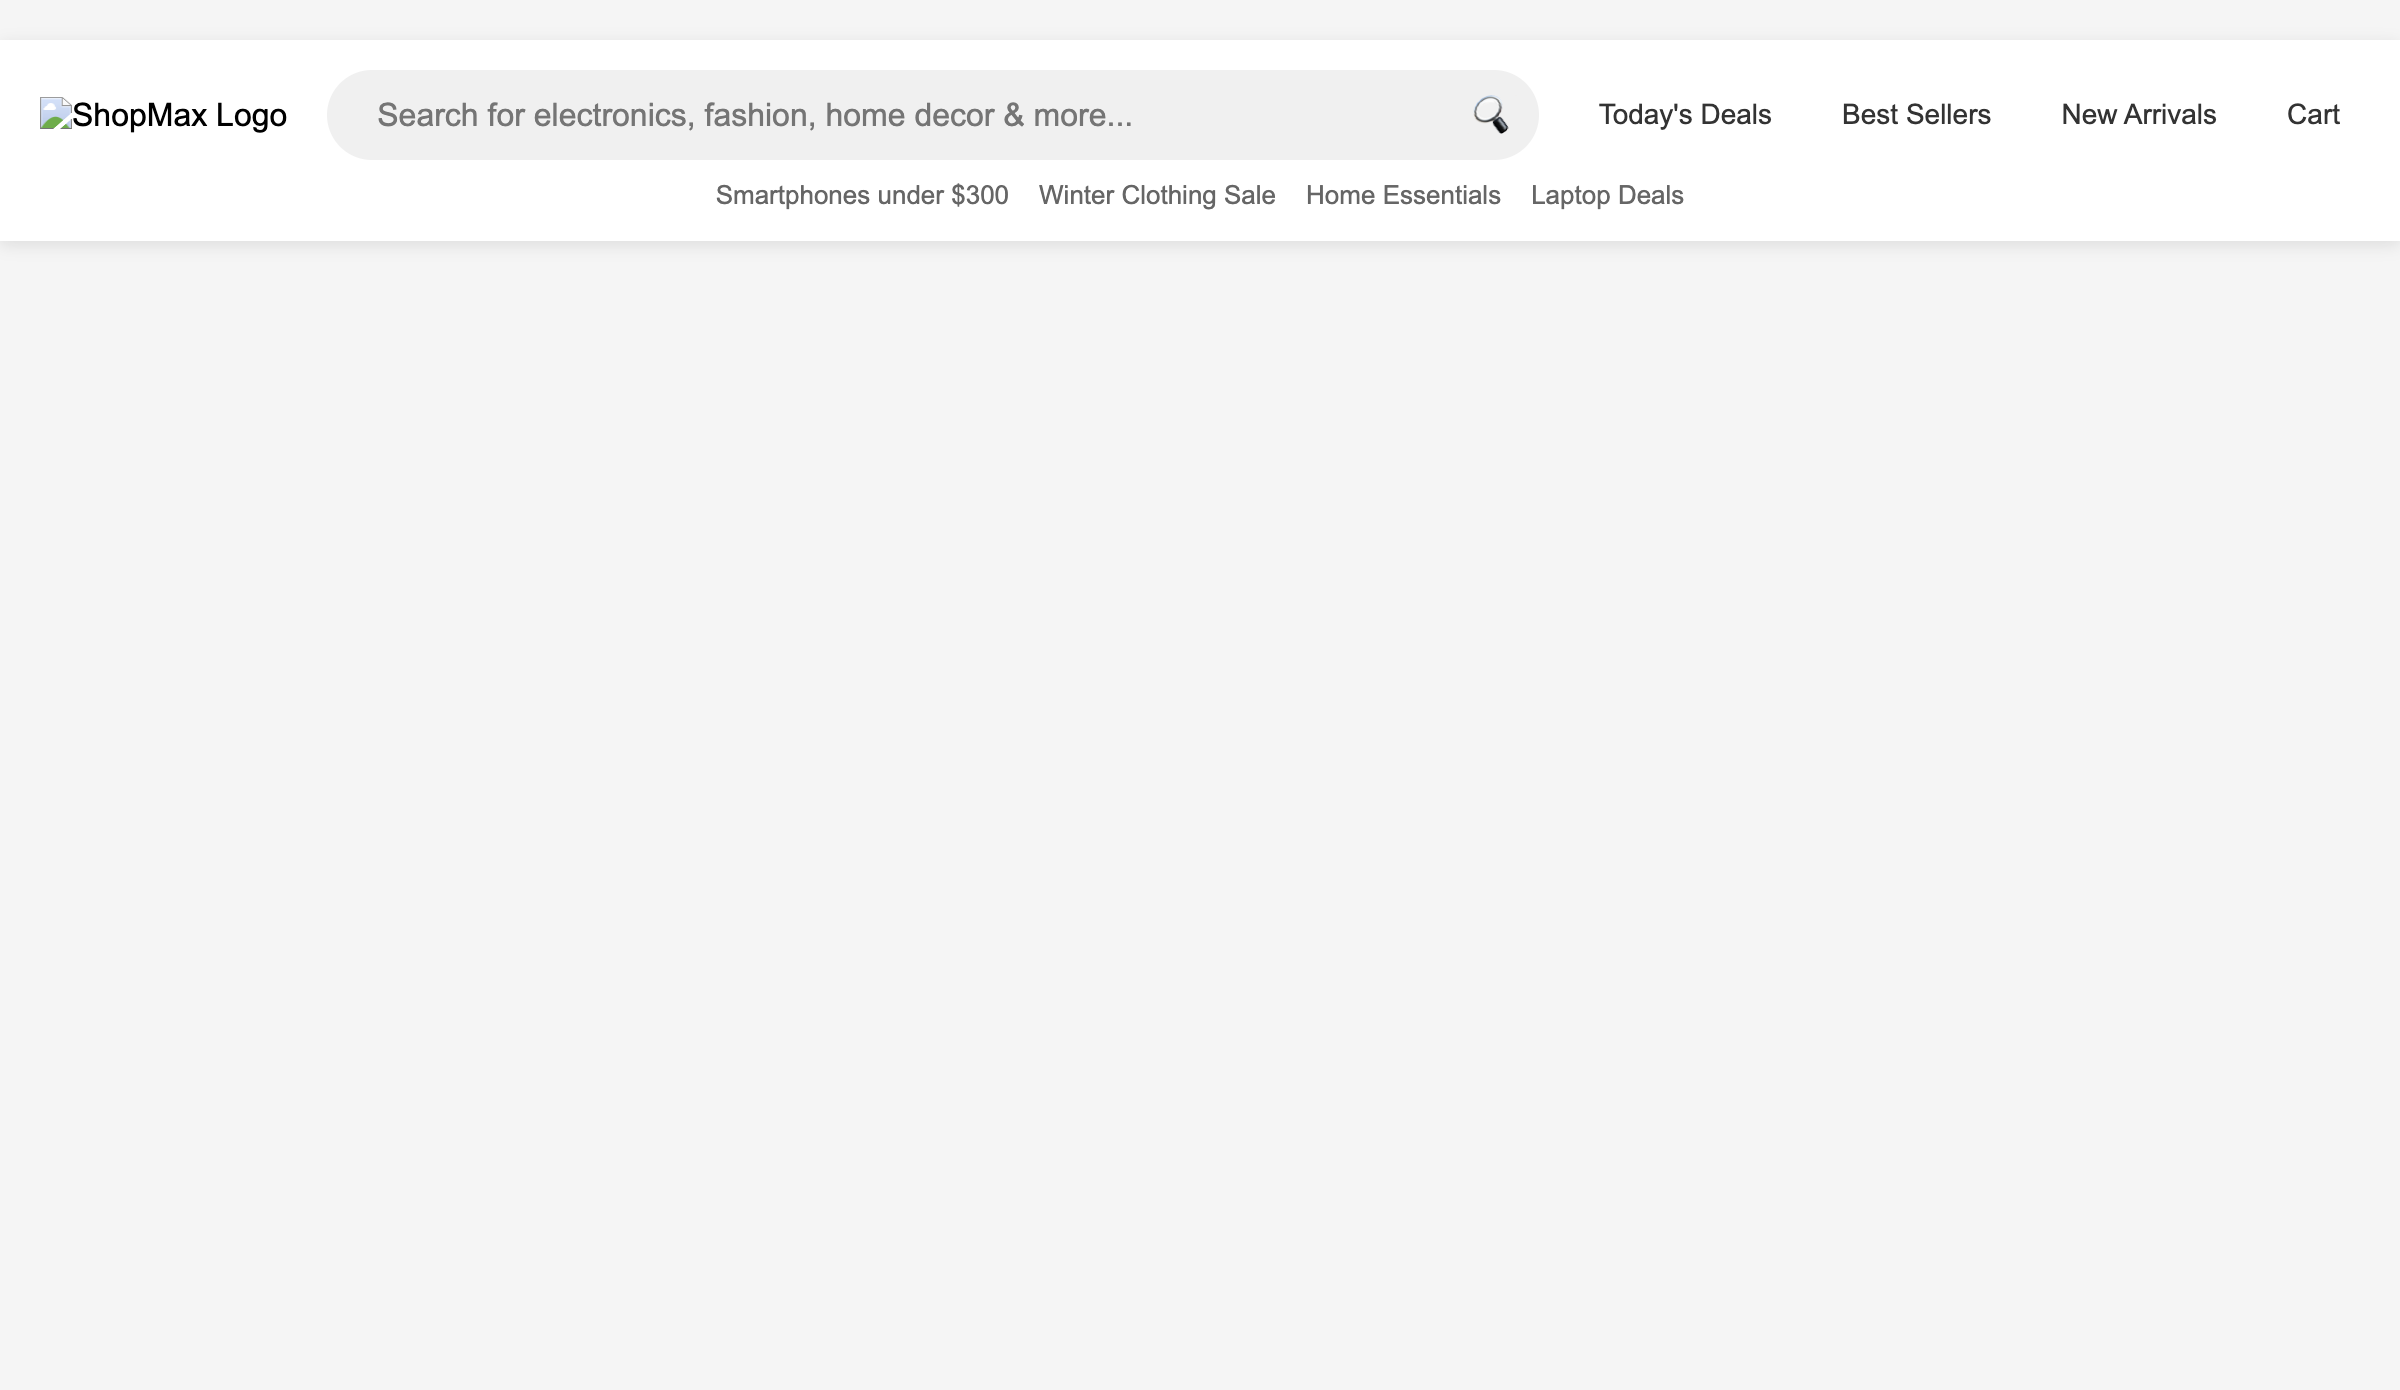 ShopMax Logo
Search for electronics, fashion, home decor & more...
Today's Deals
Best Sellers
New Arrivals
Cart
Smartphones under $300
Winter Clothing Sale
Home Essentials
Laptop Deals